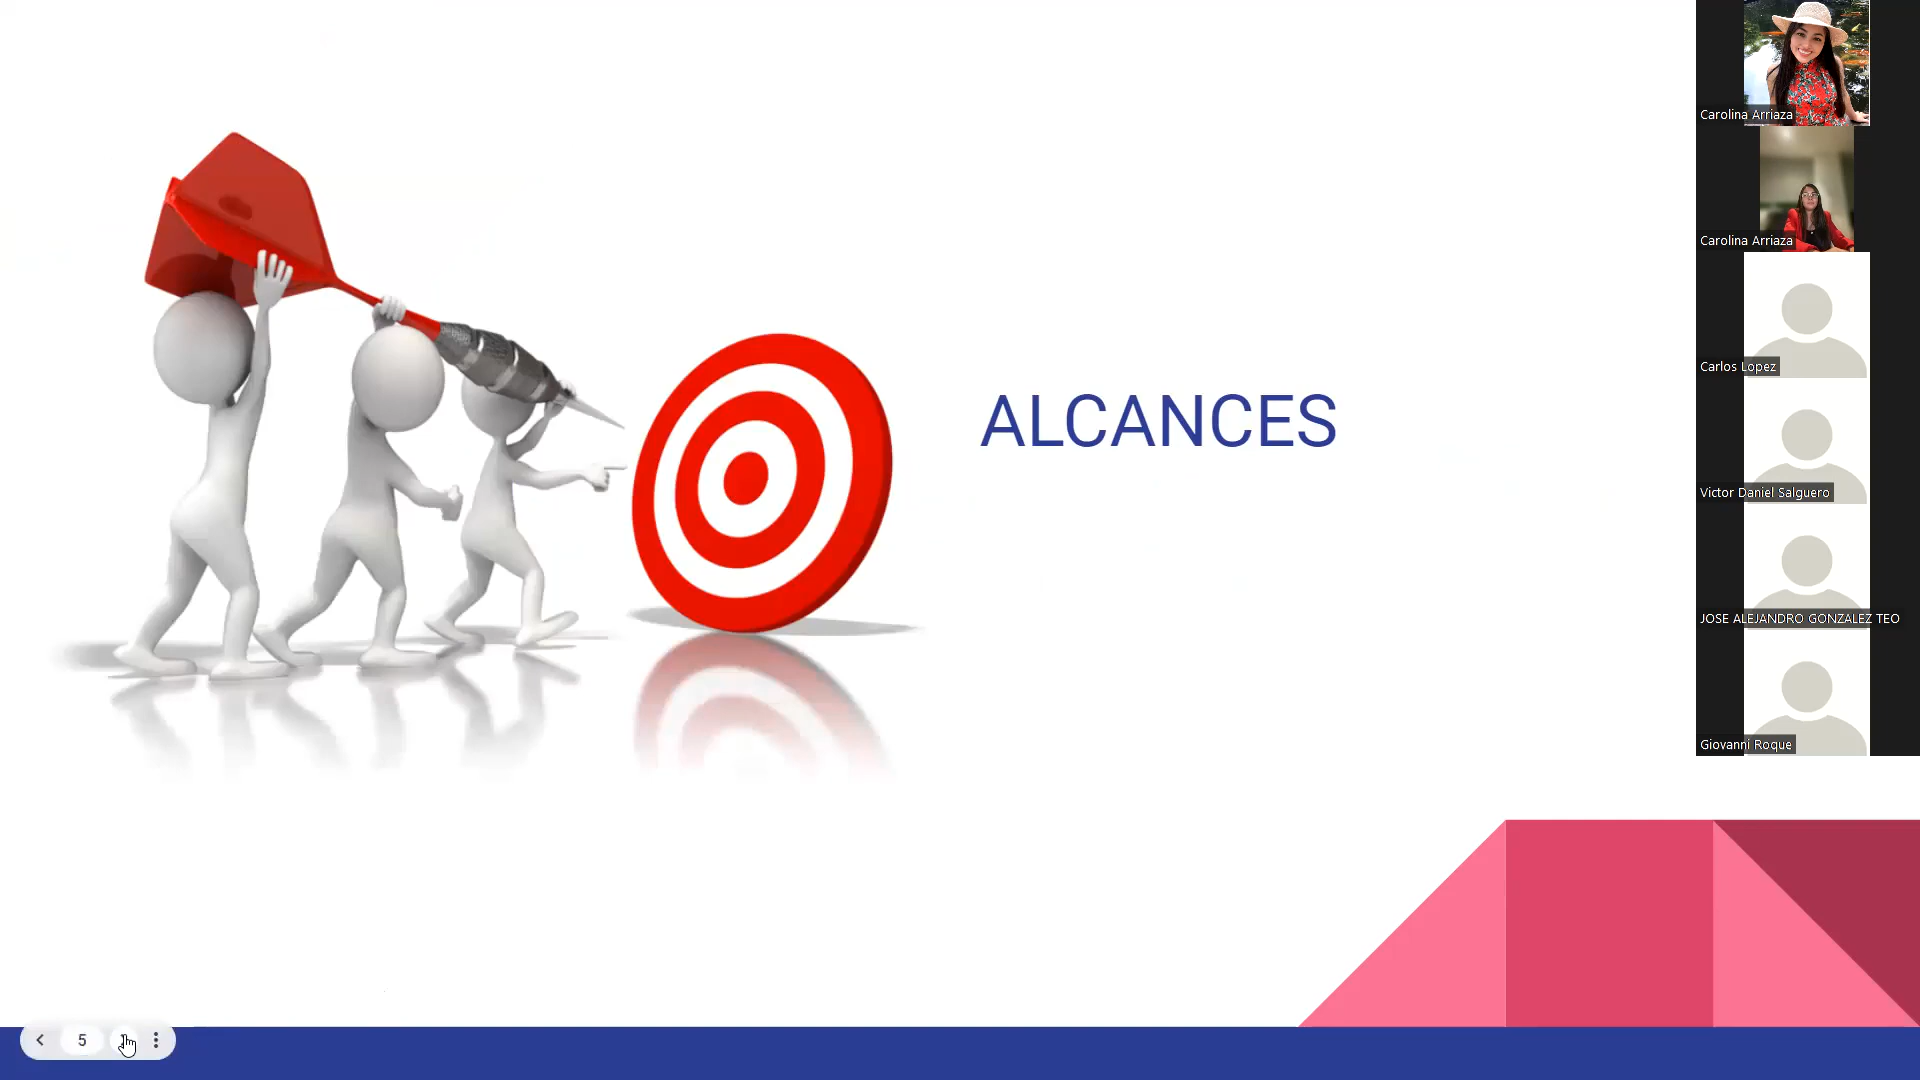 ALCANCES
Carolina Arriaza
Carolina Arriaza
Carlos Lopez
Victor Daniel Salguero
JOSE ALEJANDRO GONZALEZ TEO
Giovanni Roque
5